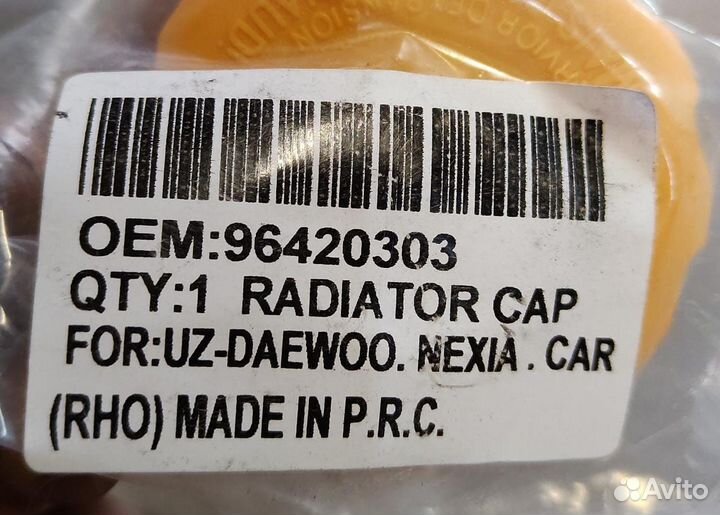 OEM:96420303
QTY:1 RADIATOR CAP
FOR:UZ-DAEWOO. NEXIA . CAR
(RHO) MADE IN P.R.C.
Avito